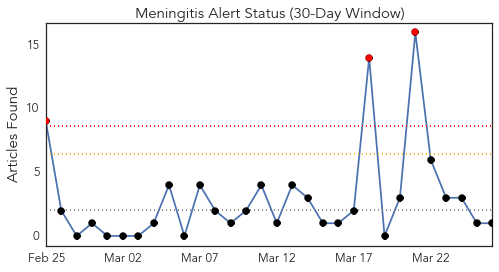 Meningitis Alert Status (30-Day Window)
Articles Found
15
10
5
0
Feb 25
Mar 02
Mar 07
Mar 12
Mar 17
Mar 22